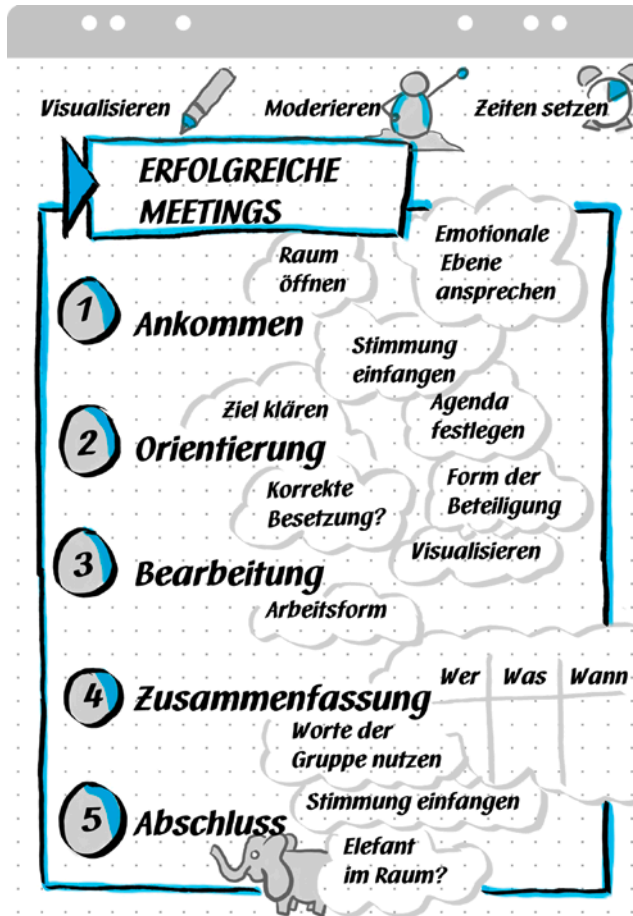 Visualisieren
Moderieren
Zeiten setzen
ERFOLGREICHE
MEETINGS
Raum
öffnen
Emotionale
Ebene
ansprechen
1 Ankommen
Stimmung
einfangen
Ziel klären
Agenda
festlegen
2 Orientierung
Korrekte
Besetzung?
Form der
Beteiligung
Visualisieren
3 Bearbeitung
Arbeitsform
Wer Was Wann
4 Zusammenfassung
Worte der
Gruppe nutzen
Stimmung einfangen
5 Abschluss
Elefant
im Raum?